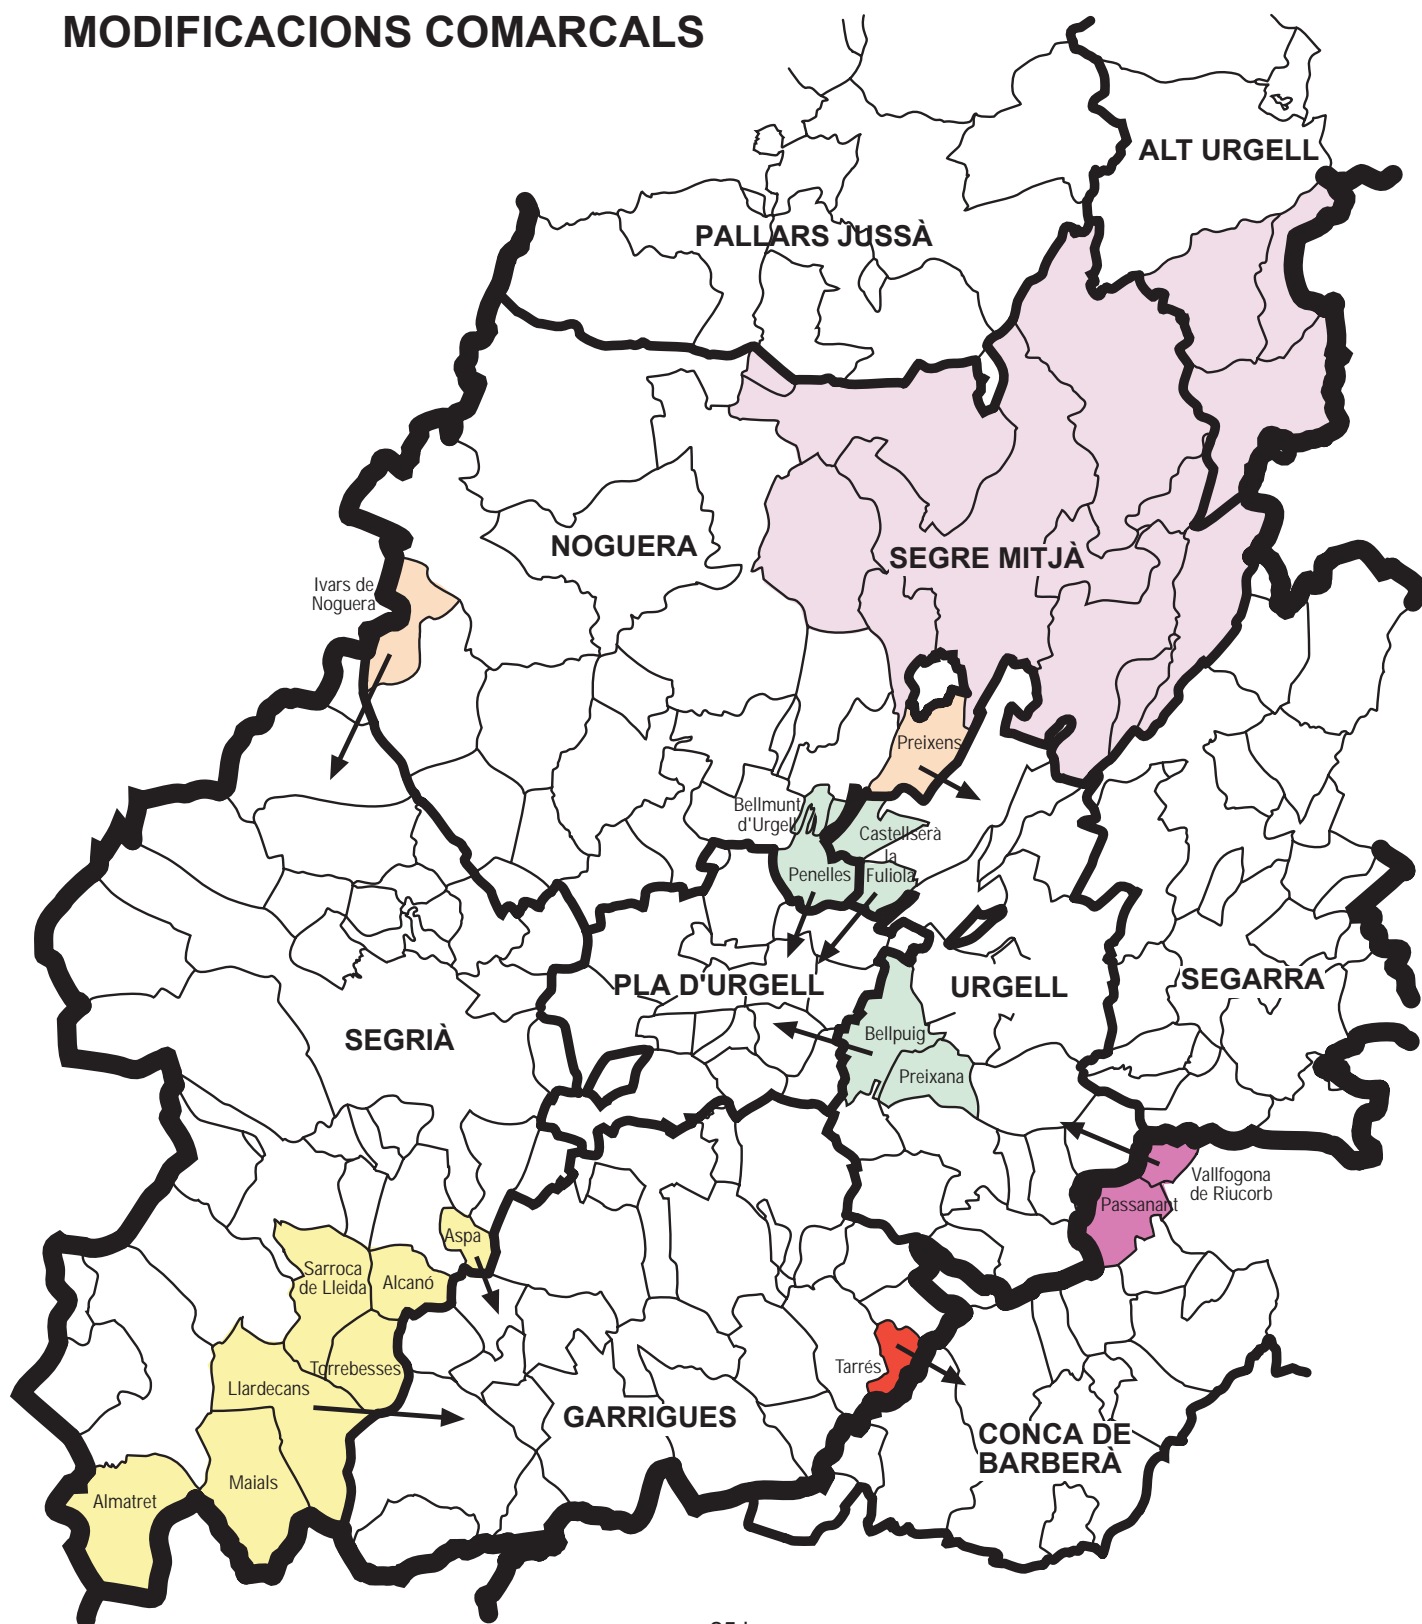 MODIFICACIONS COMARCALS
ALT URGELL
PALLARS JUSSÀ
NOGUERA
SEGRE MITJÀ
Ivars de
Noguera
Preixens
Bellmunt
d'Urgell
Castellserà
la
Fuliola
Penelles
PLA D'URGELL
URGELL
SEGARRA
SEGRIÀ
Bellpuig
Preixana
Vallfogona
de Riucorb
Passanant
Aspa
Sarroca
de Lleida
Alcanó
Torrebesses
Llardecans
Tarrés
GARRIGUES
CONCA DE
BARBERÀ
Maials
Almatret